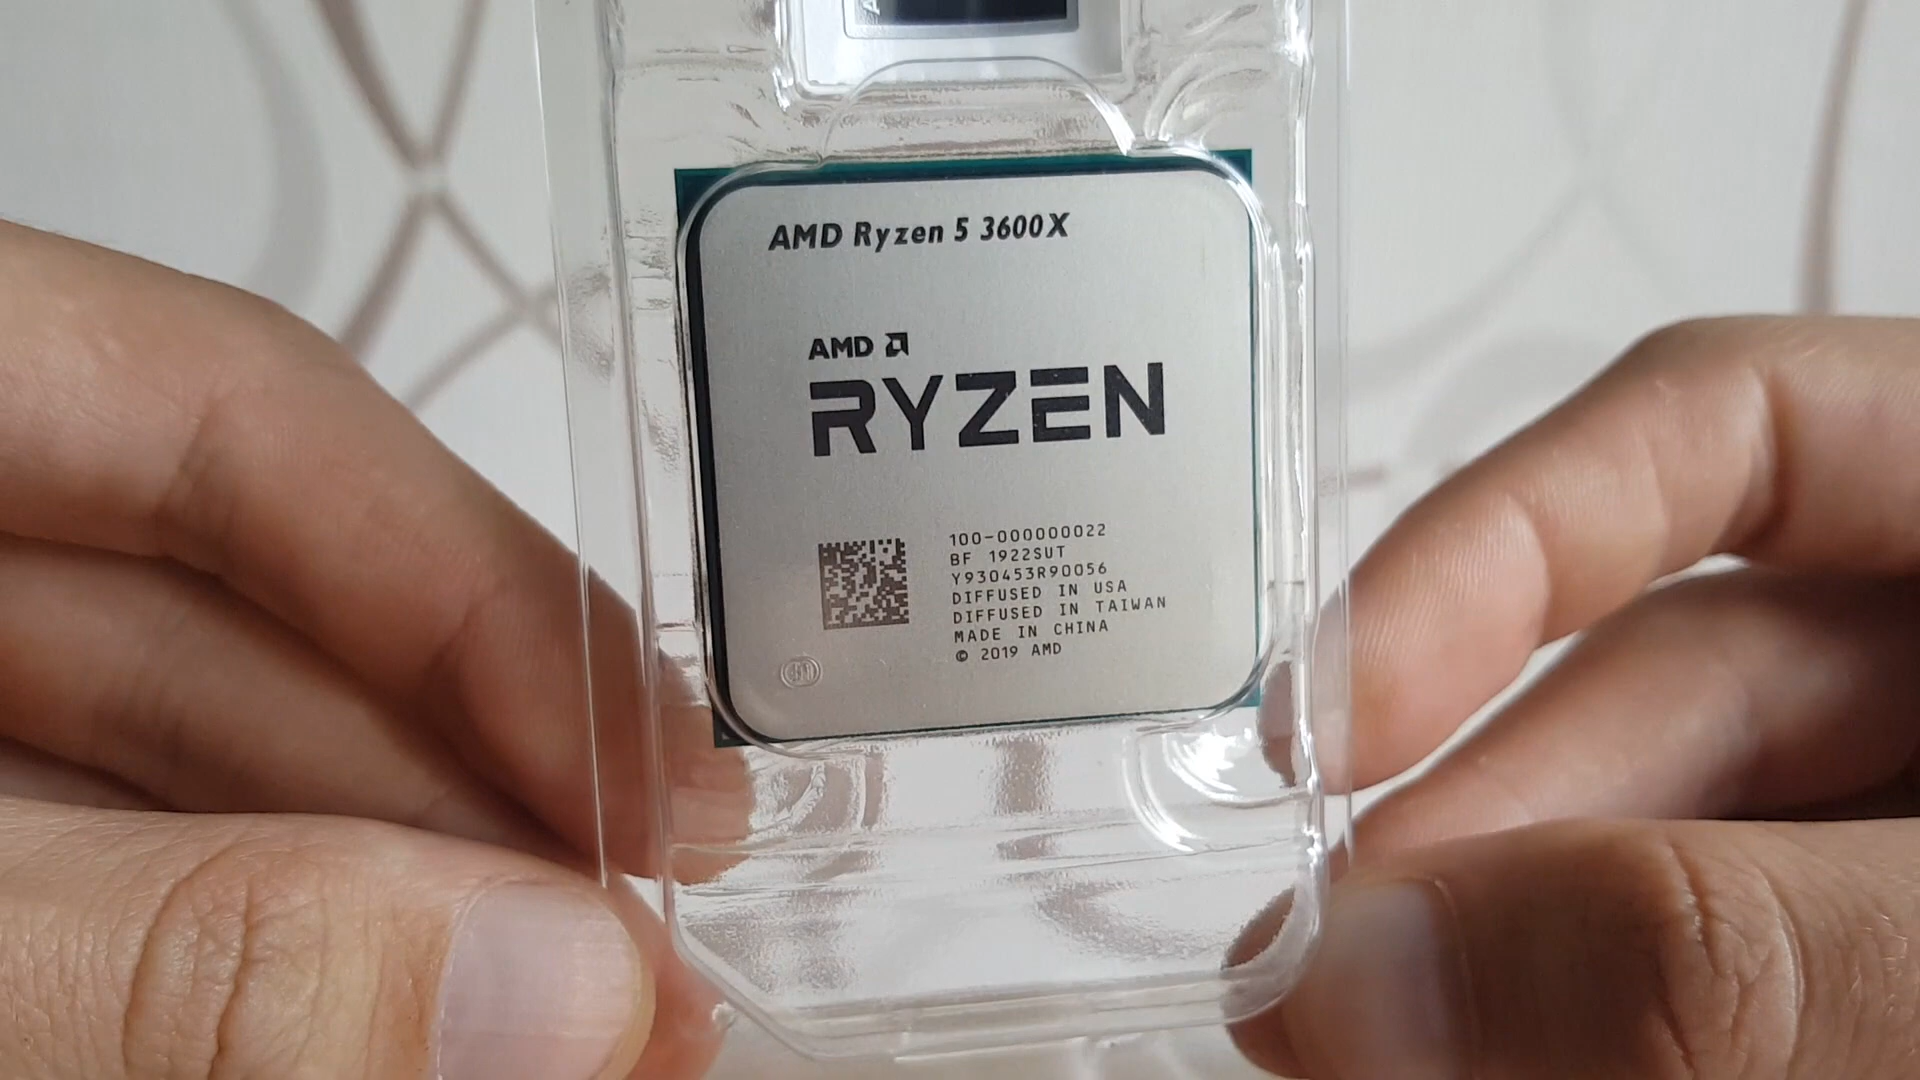 AMD Ryzen 5 3600X
AMD
RYZEN
100-000000022
BF 1922SUT
Y930453R90056
DIFFUSED IN USA
DIFFUSED IN TAIWAN
MADE IN CHINA
© 2019 AMD